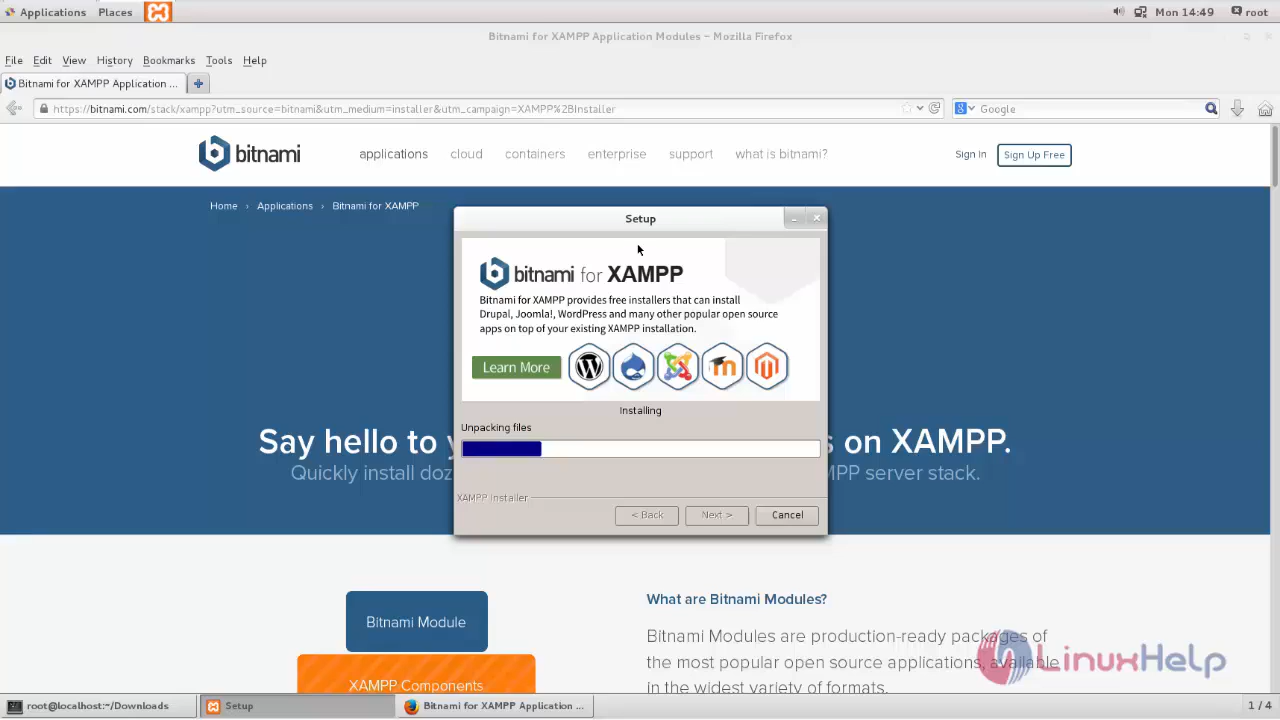 Applications Places Mon 14:49 root
Bitnami for XAMPP Application Modules - Mozilla Firefox
File Edit View History Bookmarks Tools Help
Bitnami for XAMPP Application ...
https://bitnami.com/stack/xampp?utm_source=bitnami&utm_medium=installer&utm_campaign=XAMPP%2BInstaller
Google
bitnami applications cloud containers enterprise support what is bitnami? Sign In Sign Up Free
Home › Applications › Bitnami for XAMPP
Setup
bitnami for XAMPP
Bitnami for XAMPP provides free installers that can install
Drupal, Joomla!, WordPress and many other popular open source
apps on top of your existing XAMPP installation.
Learn More
Installing
Unpacking files
XAMPP Installer
< Back Next > Cancel
Say hello to y s on XAMPP.
Quickly install doz MPP server stack.
Bitnami Module
XAMPP Components
What are Bitnami Modules?
Bitnami Modules are production-ready packages of
the most popular open source applications, available
in the widest variety of formats.
LinuxHelp
root@localhost:~/Downloads Setup Bitnami for XAMPP Application ... 1 / 4